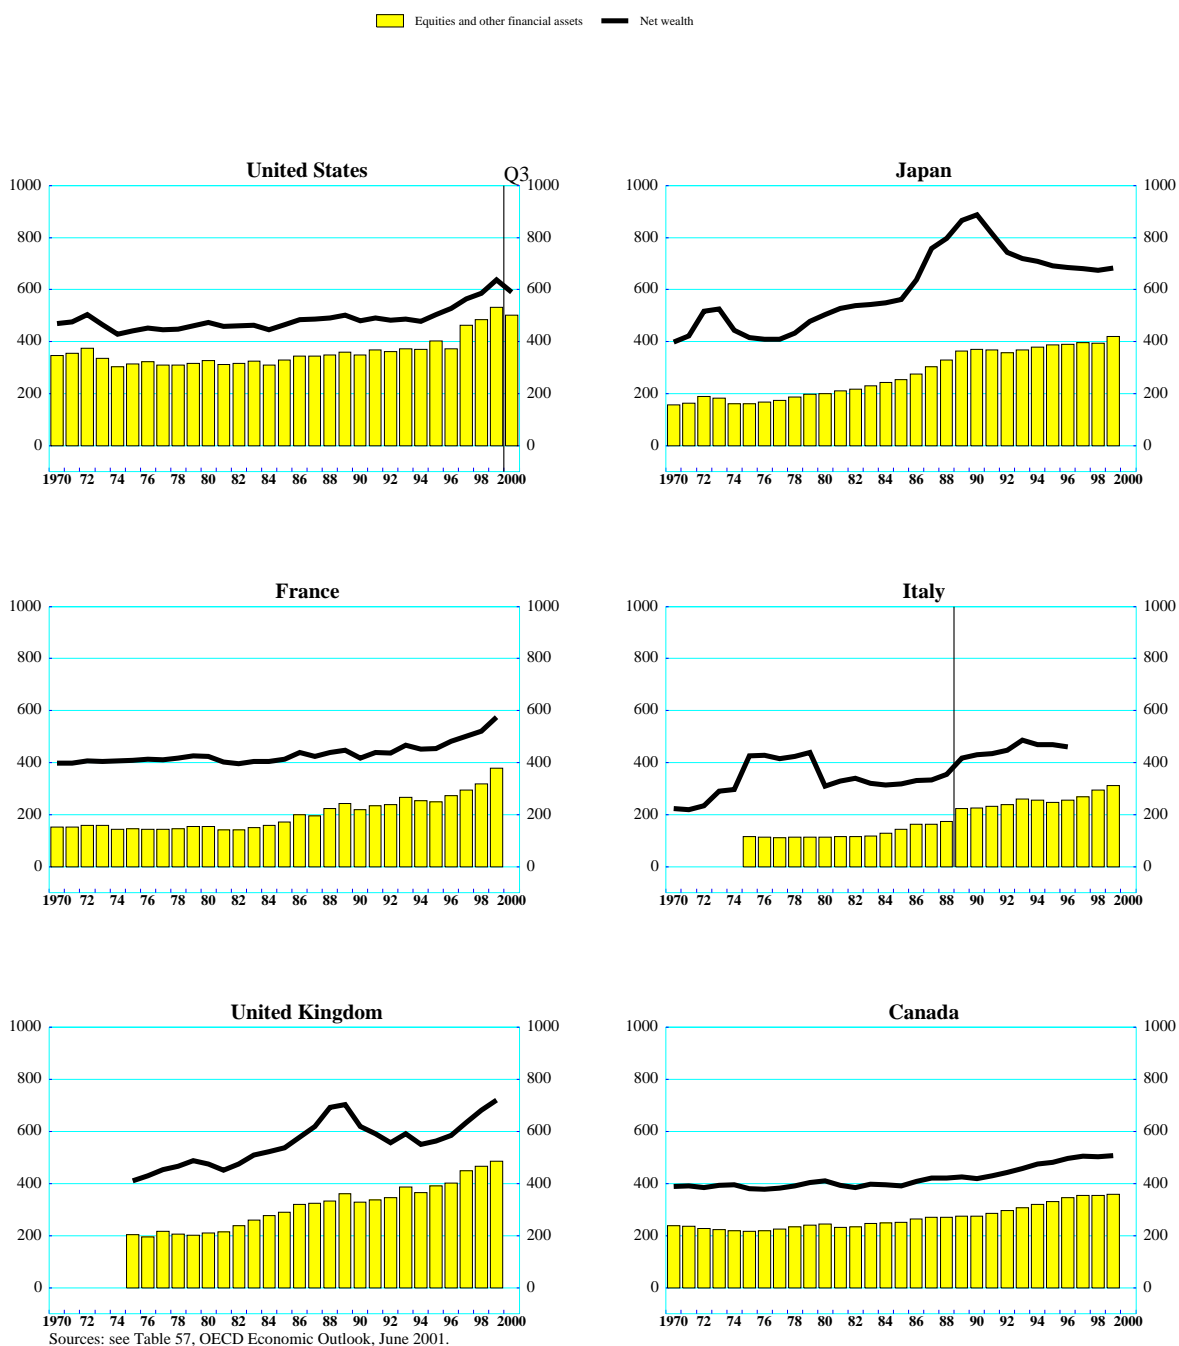 Equities and other financial assets Net wealth
United States
Q3
1000 1000
800 800
600 600
400 400
200 200
0 0
1970 72 74 76 78 80 82 84 86 88 90 92 94 96 98 2000
Japan
1000 1000
800 800
600 600
400 400
200 200
0 0
1970 72 74 76 78 80 82 84 86 88 90 92 94 96 98 2000
France
1000 1000
800 800
600 600
400 400
200 200
0 0
1970 72 74 76 78 80 82 84 86 88 90 92 94 96 98 2000
Italy
1000 1000
800 800
600 600
400 400
200 200
0 0
1970 72 74 76 78 80 82 84 86 88 90 92 94 96 98 2000
United Kingdom
1000 1000
800 800
600 600
400 400
200 200
0 0
1970 72 74 76 78 80 82 84 86 88 90 92 94 96 98 2000
Canada
1000 1000
800 800
600 600
400 400
200 200
0 0
1970 72 74 76 78 80 82 84 86 88 90 92 94 96 98 2000
Sources: see Table 57, OECD Economic Outlook, June 2001.